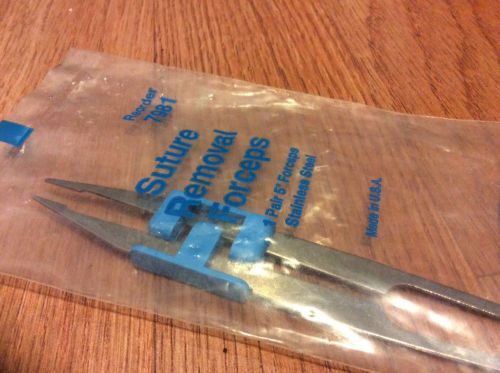 Reorder
7981
Suture
Removal
Forceps
1 Pair 5" Forceps
Stainless Steel
Made in U.S.A.